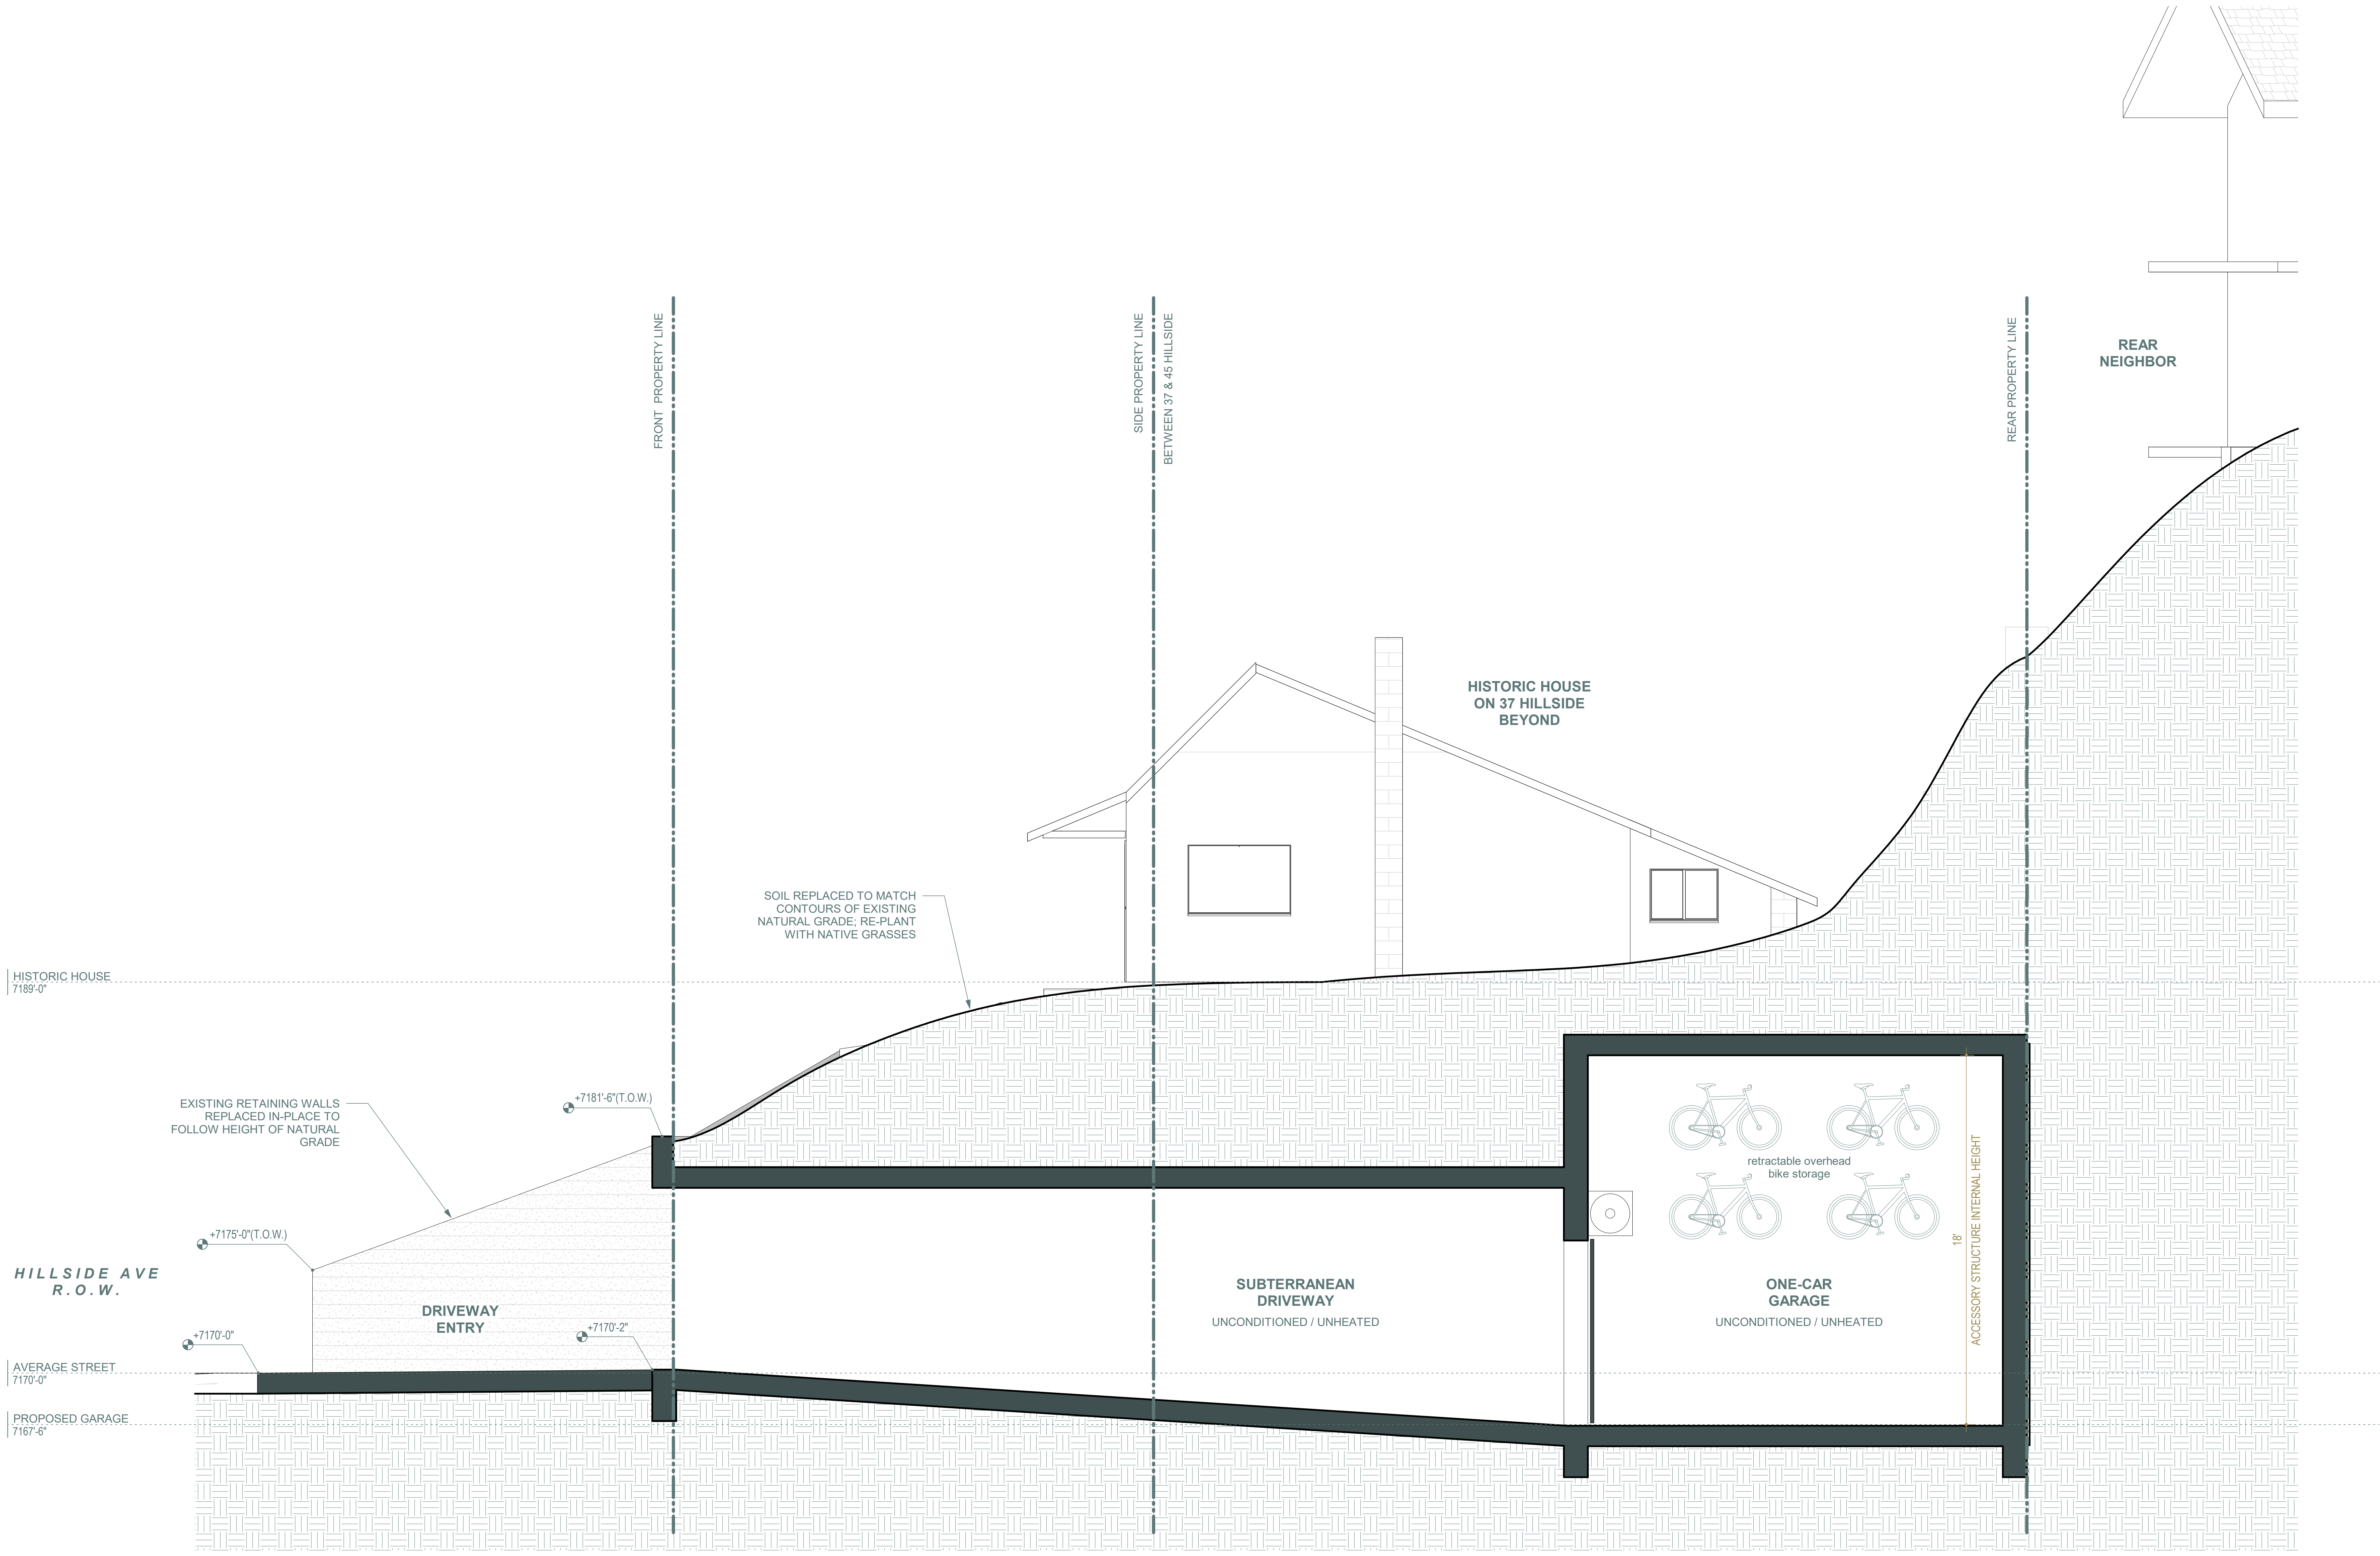 FRONT PROPERTY LINE
SIDE PROPERTY LINE
BETWEEN 37 & 45 HILLSIDE
REAR PROPERTY LINE
REAR
NEIGHBOR
HISTORIC HOUSE
ON 37 HILLSIDE
BEYOND
SOIL REPLACED TO MATCH
CONTOURS OF EXISTING
NATURAL GRADE; RE-PLANT
WITH NATIVE GRASSES
HISTORIC HOUSE
7189'-0"
EXISTING RETAINING WALLS
REPLACED IN-PLACE TO
FOLLOW HEIGHT OF NATURAL
GRADE
+7181'-6"(T.O.W.)
retractable overhead
bike storage
18'
ACCESSORY STRUCTURE INTERNAL HEIGHT
+7175'-0"(T.O.W.)
HILLSIDE AVE
R.O.W.
DRIVEWAY
ENTRY
SUBTERRANEAN
DRIVEWAY
UNCONDITIONED / UNHEATED
ONE-CAR
GARAGE
UNCONDITIONED / UNHEATED
+7170'-0"
+7170'-2"
AVERAGE STREET
7170'-0"
PROPOSED GARAGE
7167'-6"